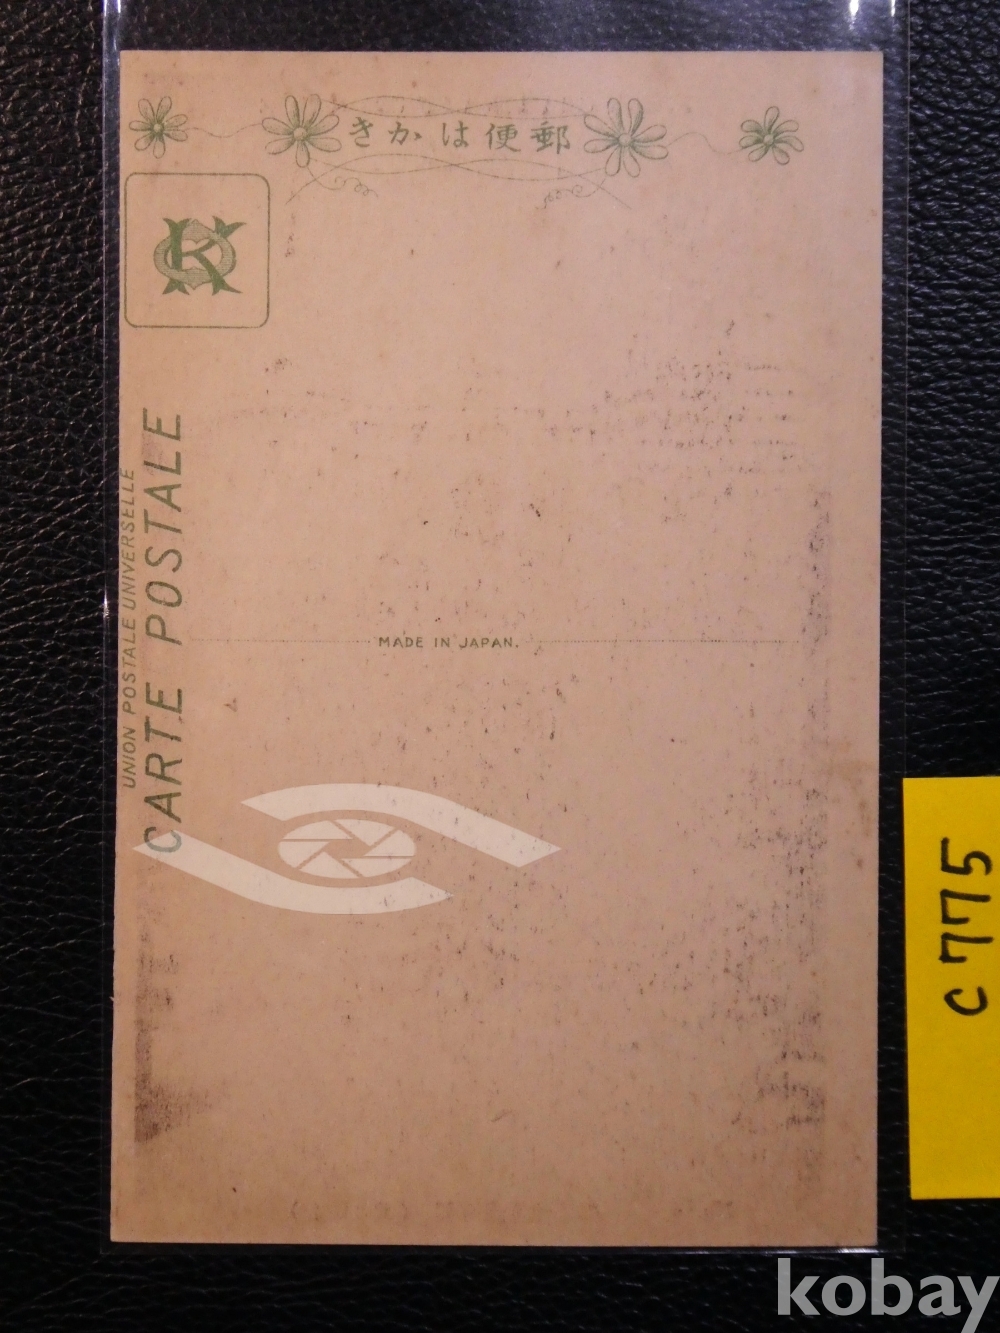 きかは便郵
UNION POSTALE UNIVERSELLE
CARTE POSTALE
MADE IN JAPAN.
C775
kobay